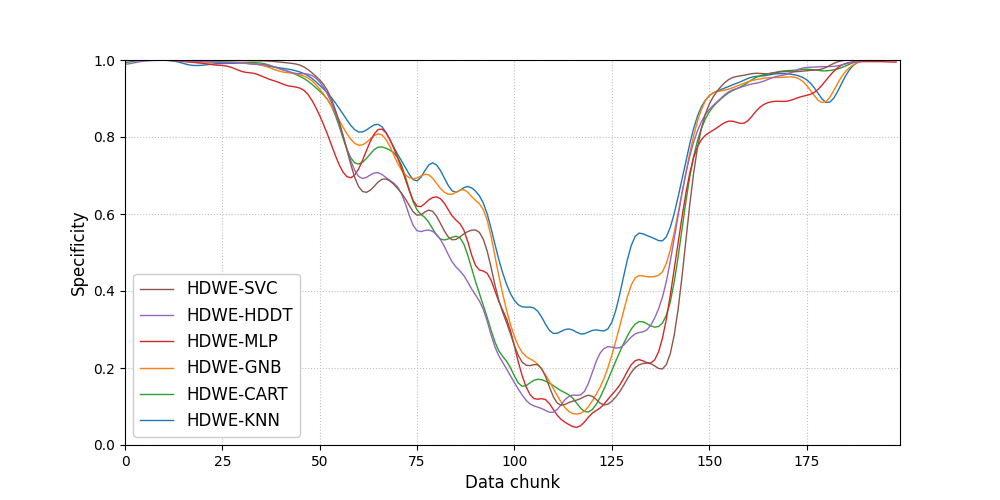 1.0
0.8
0.6
0.4
0.2
0.0
Specificity
HDWE-SVC
HDWE-HDDT
HDWE-MLP
HDWE-GNB
HDWE-CART
HDWE-KNN
0 25 50 75 100 125 150 175
Data chunk